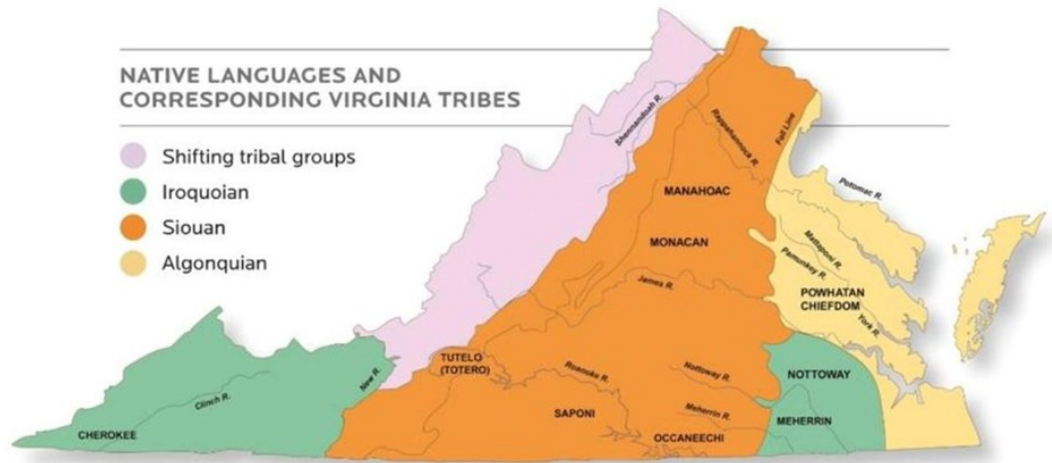 NATIVE LANGUAGES AND
CORRESPONDING VIRGINIA TRIBES
Shifting tribal groups
Iroquoian
Siouan
Algonquian
Shennandoah R.
Rappahannock R.
Fall Line
Potomac R.
MANAHOAC
MONACAN
Mattaponi R.
Pamunkey R.
James R.
POWHATAN
CHIEFDOM
York R.
TUTELO
(TOTERO)
New R.
Roanoke R.
Nottoway R.
NOTTOWAY
Clinch R.
SAPONI
Meherrin R.
MEHERRIN
CHEROKEE
OCCANEECHI